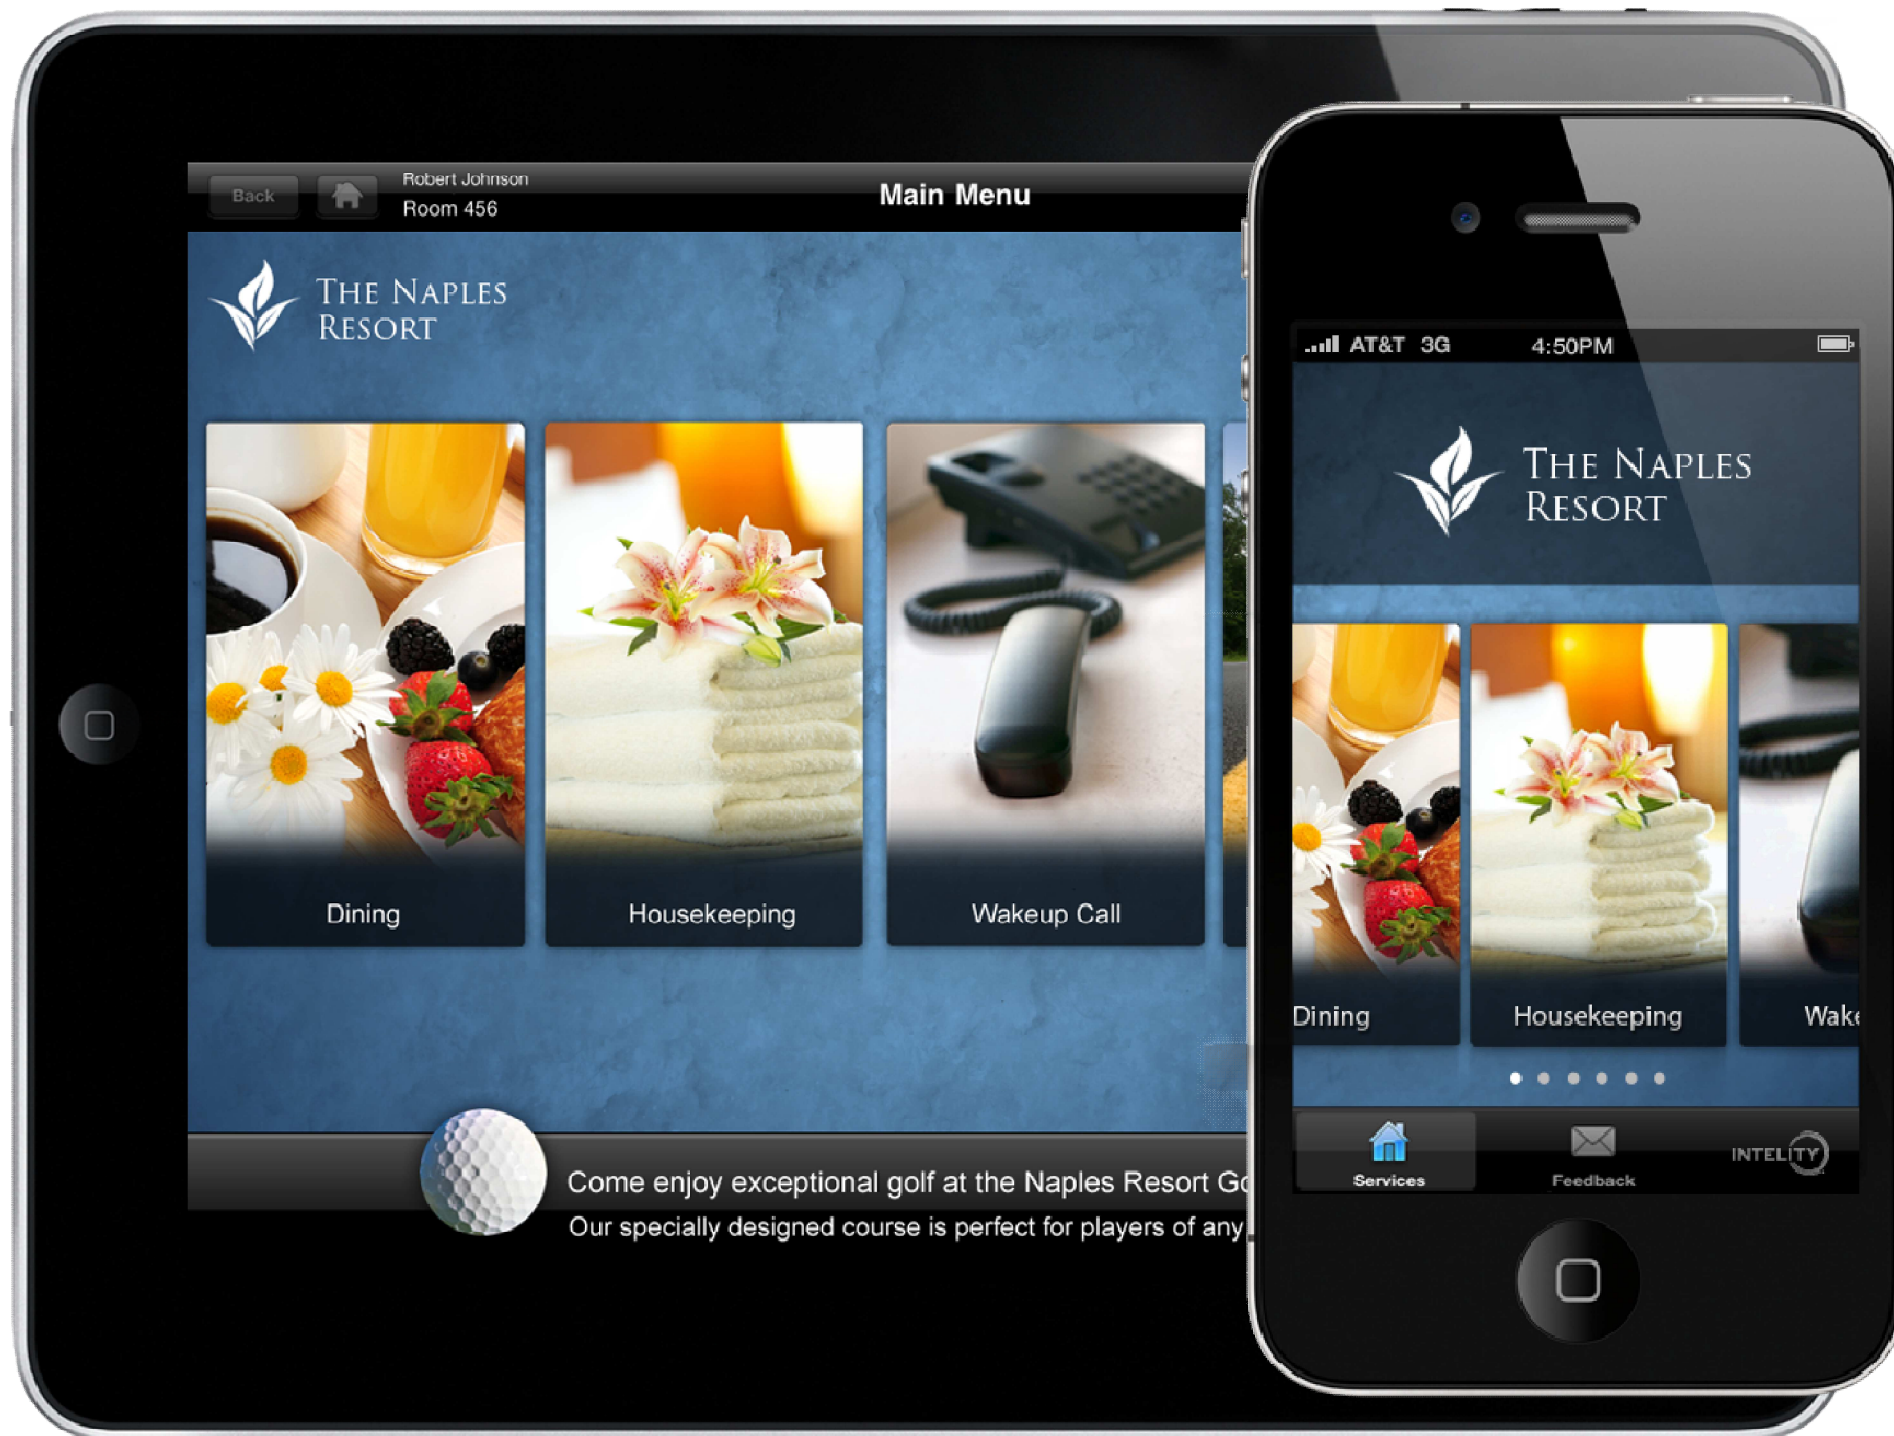 Back
Robert Johnson
Room 456
Main Menu
THE NAPLES
RESORT
Dining
Housekeeping
Wakeup Call
Come enjoy exceptional golf at the Naples Resort Go
Our specially designed course is perfect for players of any
AT&T 3G
4:50PM
THE NAPLES
RESORT
Dining
Housekeeping
Wake
Services
Feedback
INTELITY